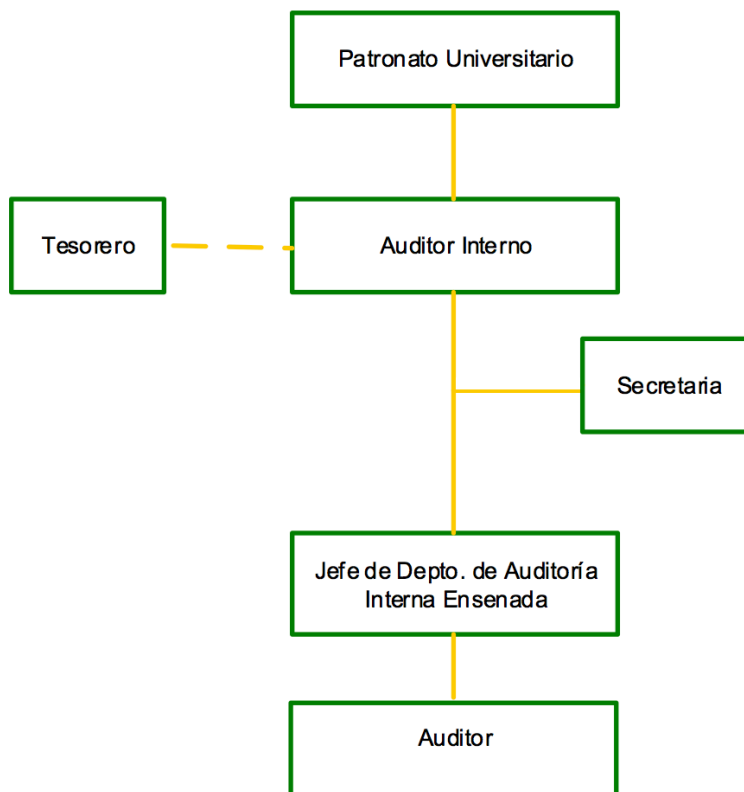 Patronato Universitario
Tesorero
Auditor Interno
Secretaria
Jefe de Depto. de Auditoría
Interna Ensenada
Auditor